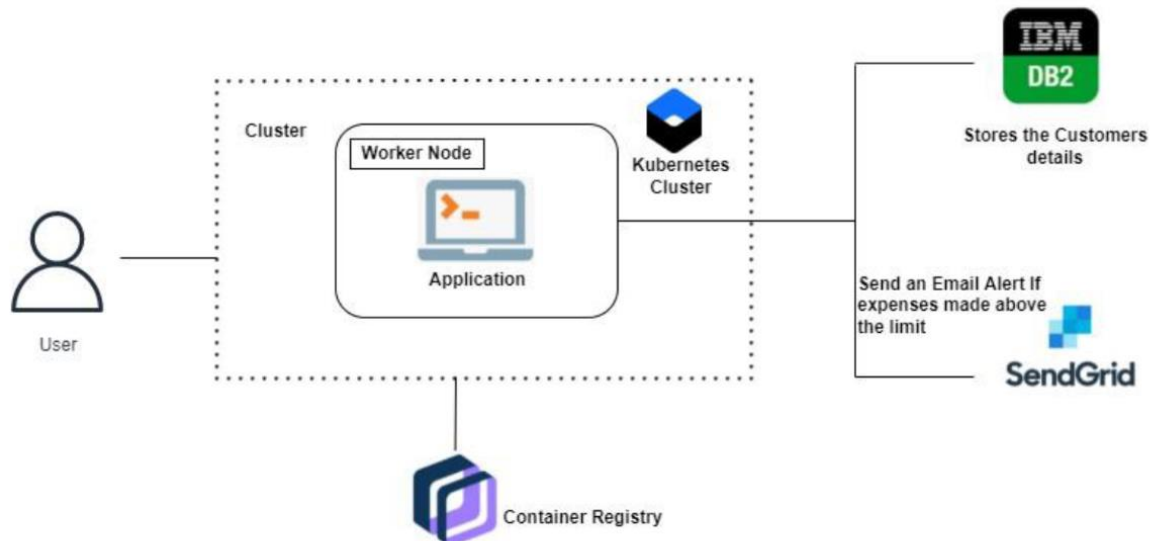 IBM
DB2
Stores the Customers
details
Cluster
Worker Node
Kubernetes
Cluster
Application
User
Send an Email Alert If
expenses made above
the limit
SendGrid
Container Registry